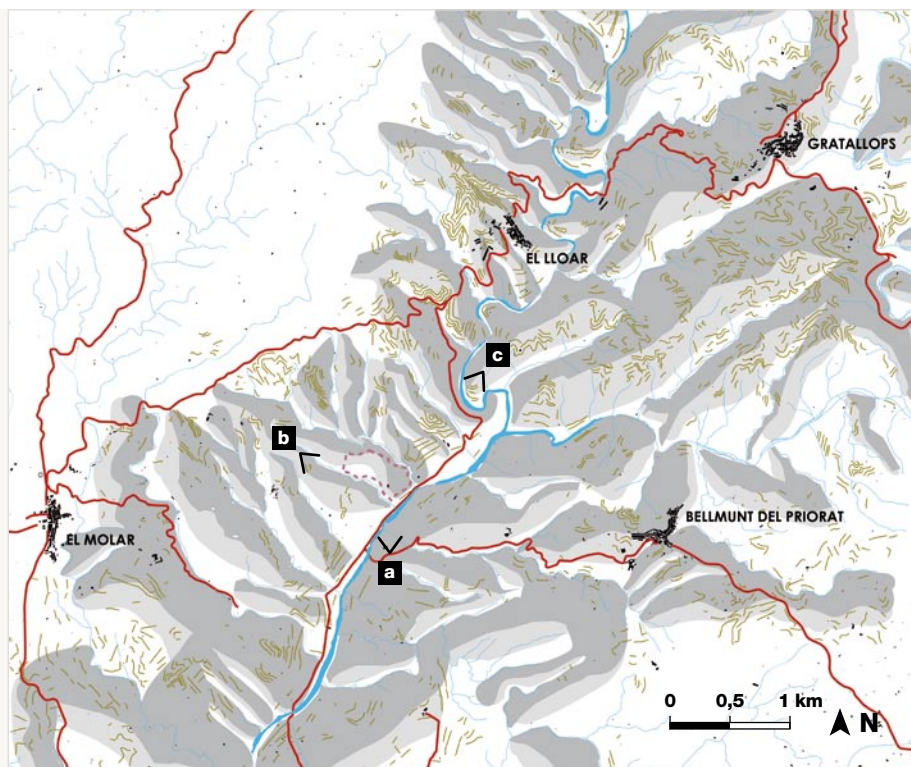 GRATALLOPS
EL LLOAR
c
b
BELLMUNT DEL PRIORAT
EL MOLAR
a
0 0,5 1 km
N